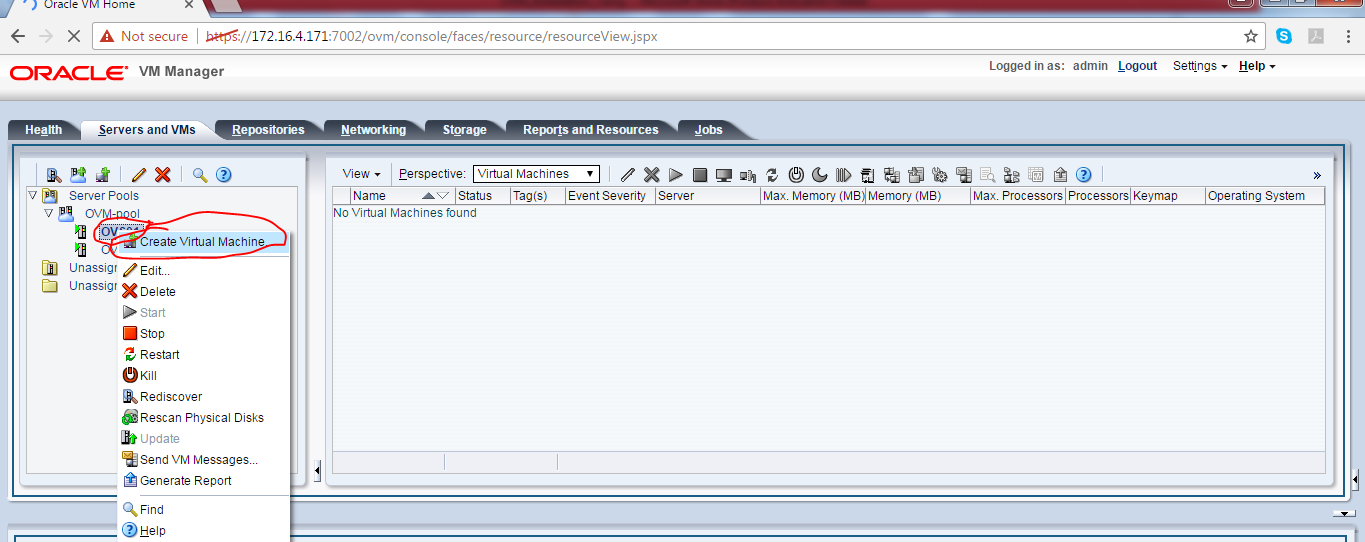 Oracle VM Home
Not secure https://172.16.4.171:7002/ovm/console/faces/resource/resourceView.jspx
ORACLE VM Manager
Logged in as: admin Logout Settings Help
Health Servers and VMs Repositories Networking Storage Reports and Resources Jobs
View Perspective: Virtual Machines
Server Pools
Name Status Tag(s) Event Severity Server Max. Memory (MB) Memory (MB) Max. Processors Processors Keymap Operating System
No Virtual Machines found
OVM-pool
Create Virtual Machine...
Unassign
Unassign
Edit...
Delete
Start
Stop
Restart
Kill
Rediscover
Rescan Physical Disks
Update
Send VM Messages...
Generate Report
Find
Help